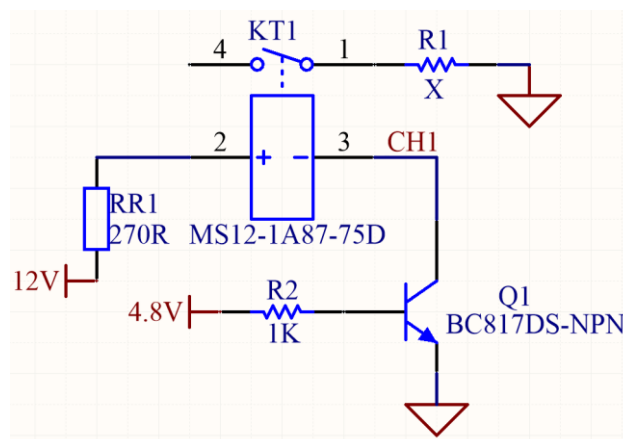 KT1
4
1
R1
X
2
3
CH1
+
-
RR1
270R
MS12-1A87-75D
12V
4.8V
R2
1K
Q1
BC817DS-NPN